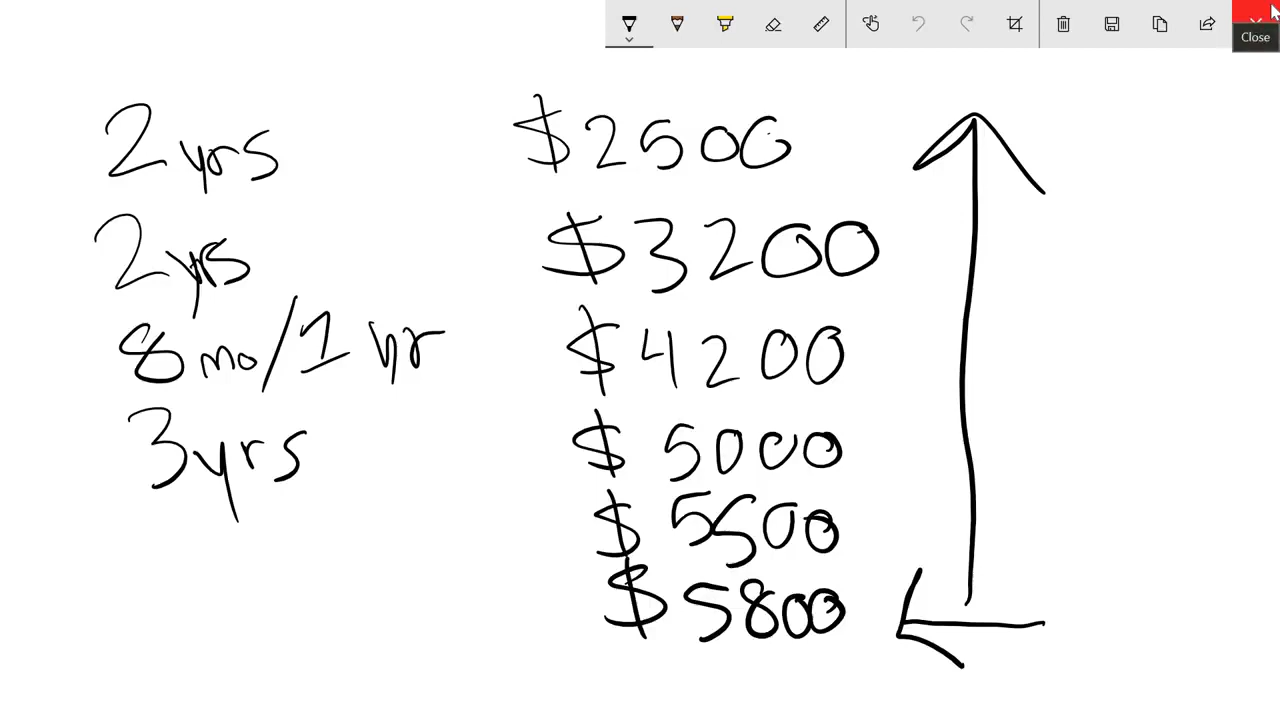 Close
2 yrs $2500
2 yrs $3200
8 mo/1 yr $4200
3 yrs $5000
$5500
$5800